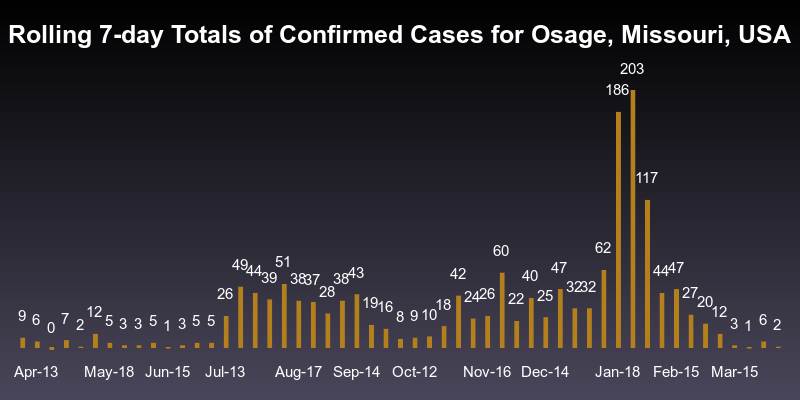 Rolling 7-day Totals of Confirmed Cases for Osage, Missouri, USA
203
186
117
62
60
51
49 44 39 38 37 28 38 43 42 47 40 44 47
26 19 16 18 24 26 22 25 32 32 27 20
9 6 0 7 2 12 5 3 3 5 1 3 5 5 8 9 10 12 3 1 6 2
Apr-13 May-18 Jun-15 Jul-13 Aug-17 Sep-14 Oct-12 Nov-16 Dec-14 Jan-18 Feb-15 Mar-15